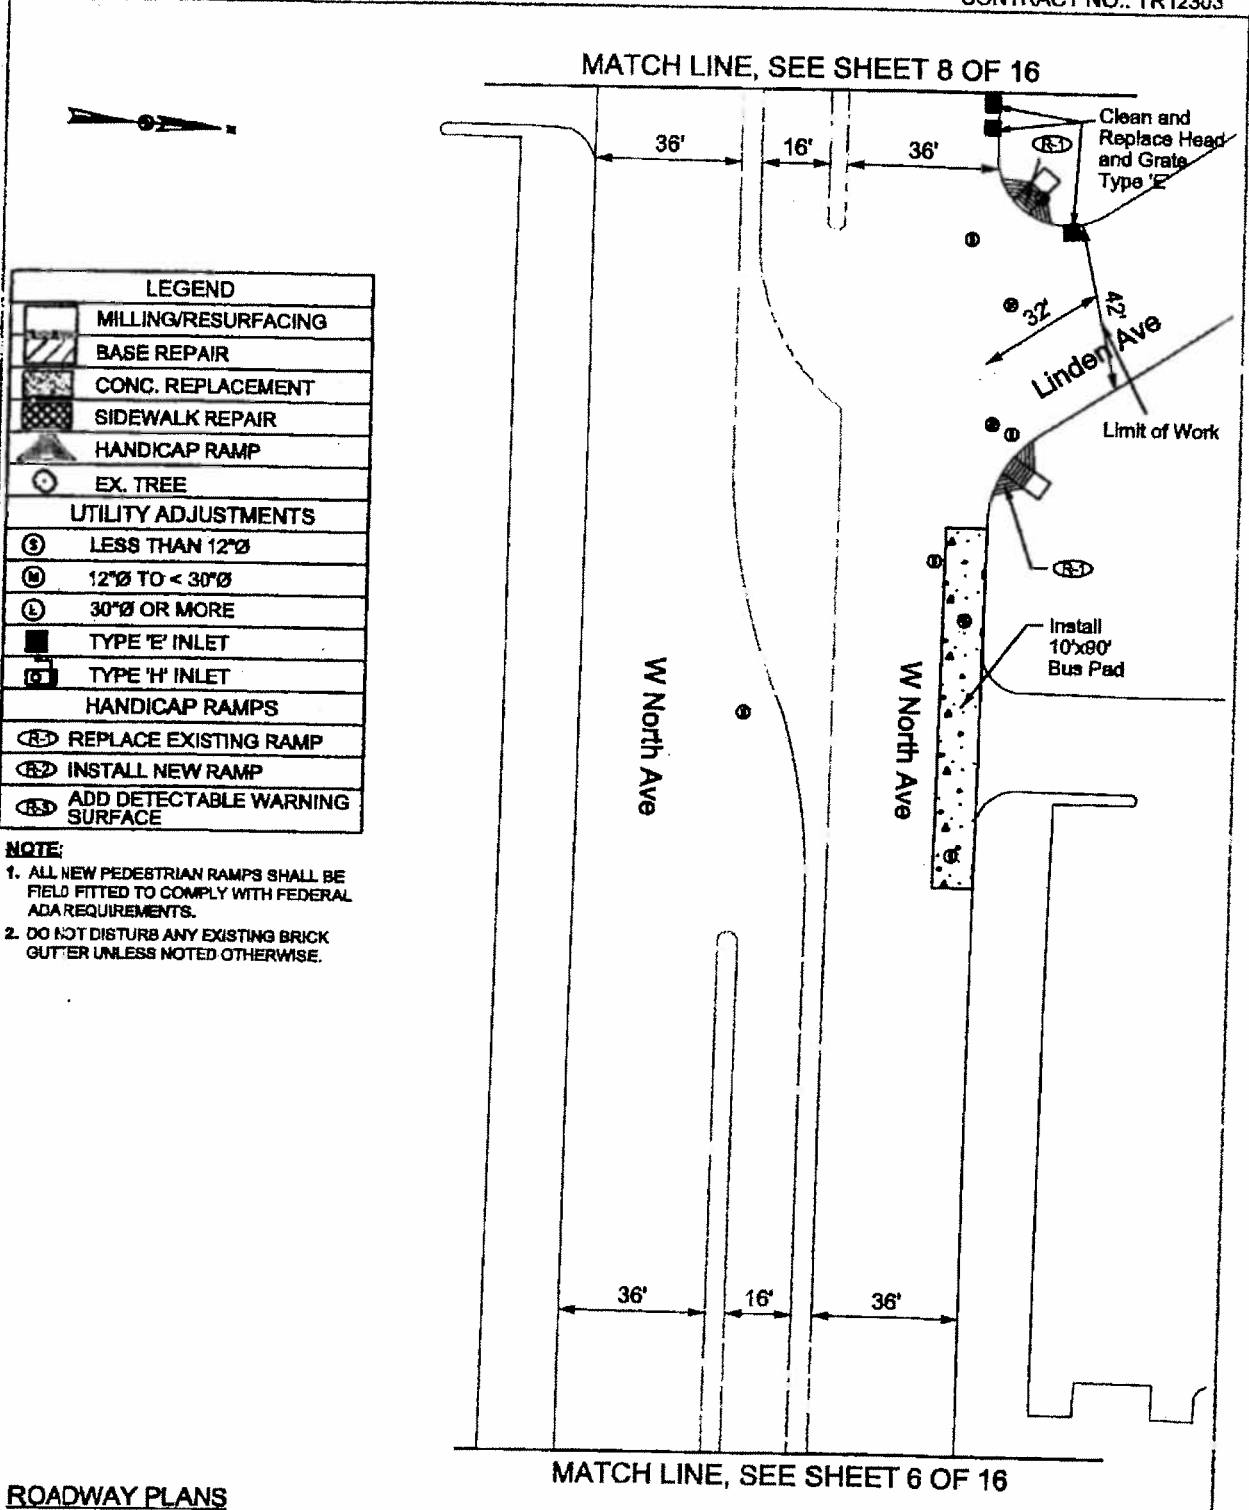 CONTRACT NO.: TR12303
MATCH LINE, SEE SHEET 8 OF 16
36'
16'
36'
R-1
Clean and
Replace Head
and Grate
Type 'E'
32'
42'
Linden Ave
Limit of Work
R-1
Install
10'x90'
Bus Pad
W North Ave
W North Ave
LEGEND
MILLING/RESURFACING
BASE REPAIR
CONC. REPLACEMENT
SIDEWALK REPAIR
HANDICAP RAMP
EX. TREE
UTILITY ADJUSTMENTS
S LESS THAN 12"Ø
M 12"Ø TO < 30"Ø
L 30"Ø OR MORE
TYPE 'E' INLET
TYPE 'H' INLET
HANDICAP RAMPS
R-1 REPLACE EXISTING RAMP
R-2 INSTALL NEW RAMP
R-3 ADD DETECTABLE WARNING
SURFACE
NOTE:
1. ALL NEW PEDESTRIAN RAMPS SHALL BE
FIELD FITTED TO COMPLY WITH FEDERAL
ADA REQUIREMENTS.
2. DO NOT DISTURB ANY EXISTING BRICK
GUTTER UNLESS NOTED OTHERWISE.
36'
16'
36'
MATCH LINE, SEE SHEET 6 OF 16
ROADWAY PLANS